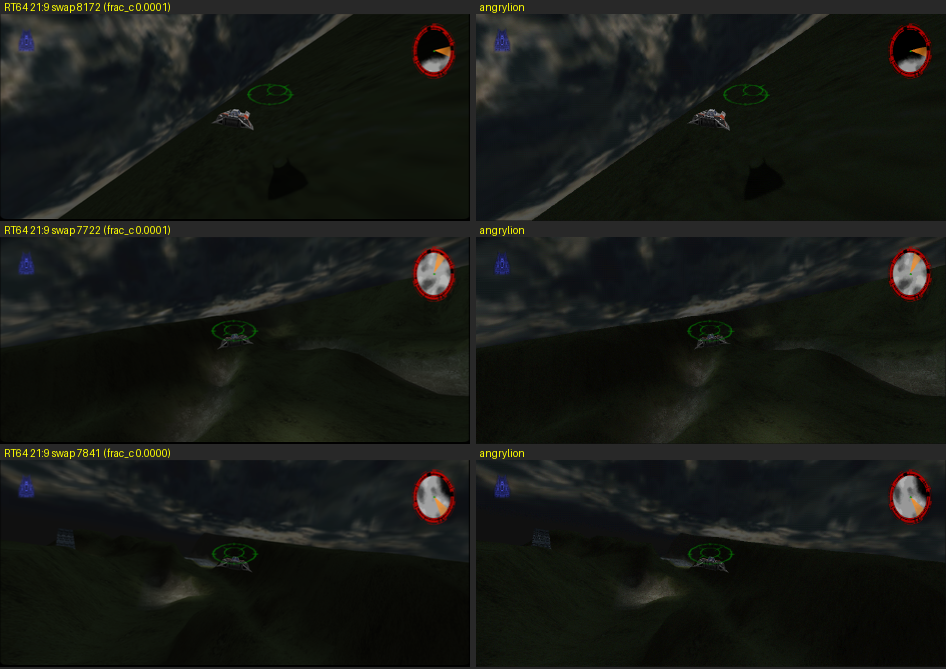 RT64 21:9 swap 8172 (frac_c 0.0001)
angrylion
RT64 21:9 swap 7722 (frac_c 0.0001)
angrylion
RT64 21:9 swap 7841 (frac_c 0.0000)
angrylion